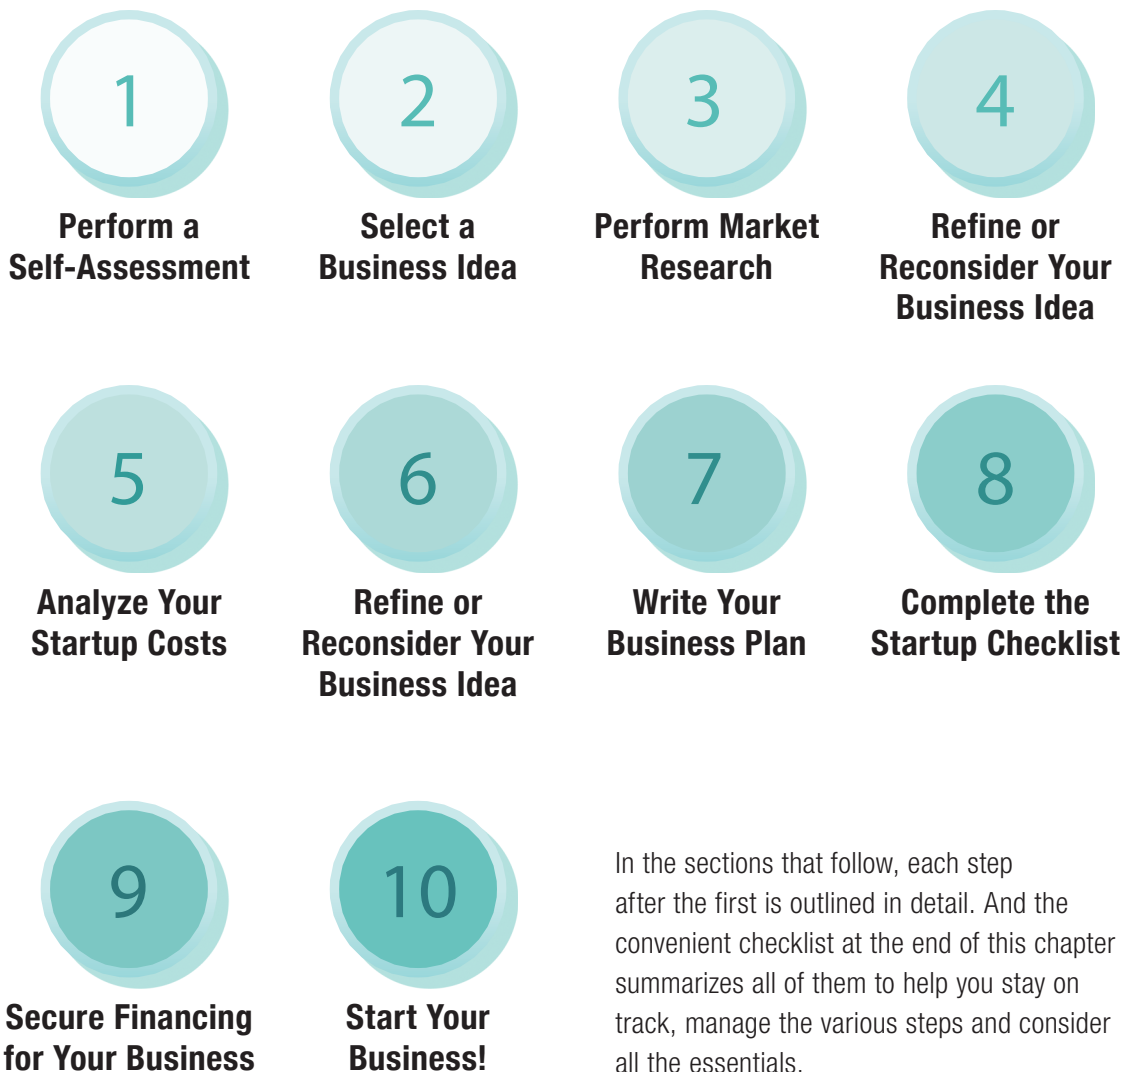 1
Perform a
Self-Assessment
2
Select a
Business Idea
3
Perform Market
Research
4
Refine or
Reconsider Your
Business Idea
5
Analyze Your
Startup Costs
6
Refine or
Reconsider Your
Business Idea
7
Write Your
Business Plan
8
Complete the
Startup Checklist
9
Secure Financing
for Your Business
10
Start Your
Business!
In the sections that follow, each step
after the first is outlined in detail. And the
convenient checklist at the end of this chapter
summarizes all of them to help you stay on
track, manage the various steps and consider
all the essentials.